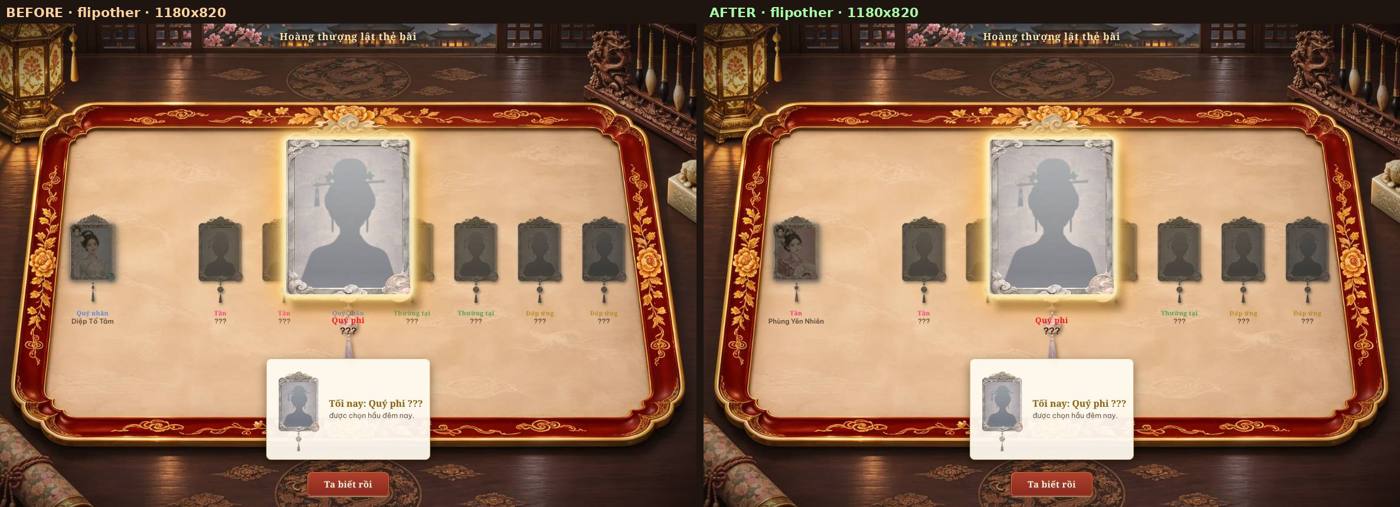 BEFORE · flipother · 1180x820
Hoàng thượng lật thẻ bài
Quý nhân
Diệp Tố Tâm
Tần
???
Tần
???
Quý nhân
Quý phi
???
Thường tại
???
Thường tại
???
Đáp ứng
???
Đáp ứng
???
Tối nay: Quý phi ???
được chọn hầu đêm nay.
Ta biết rồi
AFTER · flipother · 1180x820
Hoàng thượng lật thẻ bài
Tần
Phùng Yên Nhiên
Tần
???
Quý phi
???
Thường tại
???
Đáp ứng
???
Đáp ứng
???
Tối nay: Quý phi ???
được chọn hầu đêm nay.
Ta biết rồi